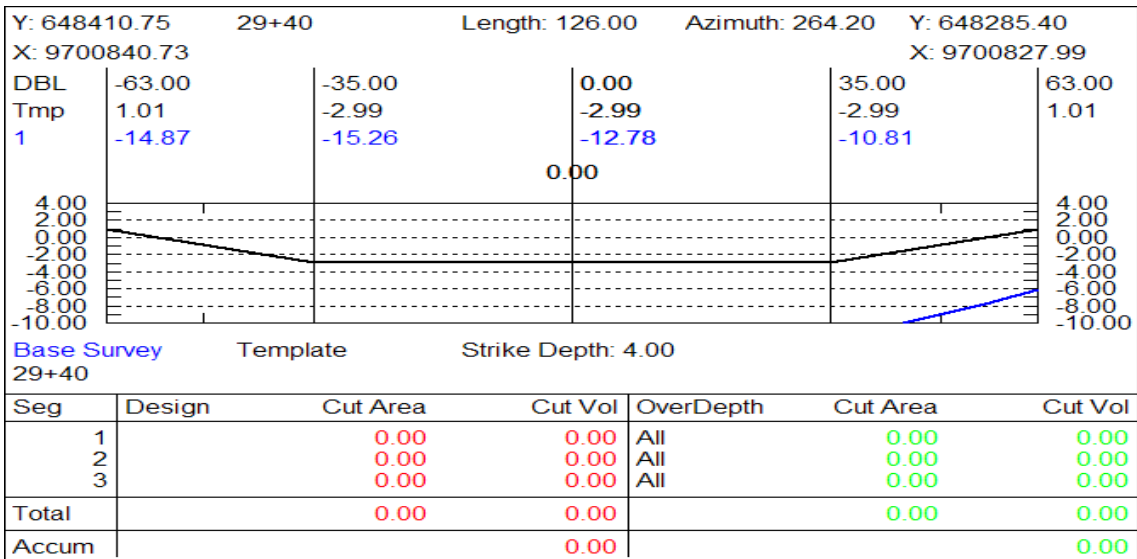 Y: 648410.75 29+40 Length: 126.00 Azimuth: 264.20 Y: 648285.40
X: 9700840.73 X: 9700827.99
DBL -63.00 -35.00 0.00 35.00 63.00
Tmp 1.01 -2.99 -2.99 -2.99 1.01
1 -14.87 -15.26 -12.78 -10.81
0.00
4.00 4.00
2.00 2.00
0.00 0.00
-2.00 -2.00
-4.00 -4.00
-6.00 -6.00
-8.00 -8.00
-10.00 -10.00
Base Survey Template Strike Depth: 4.00
29+40
Seg Design Cut Area Cut Vol OverDepth Cut Area Cut Vol
1 0.00 0.00 All 0.00 0.00
2 0.00 0.00 All 0.00 0.00
3 0.00 0.00 All 0.00 0.00
Total 0.00 0.00 0.00 0.00
Accum 0.00 0.00